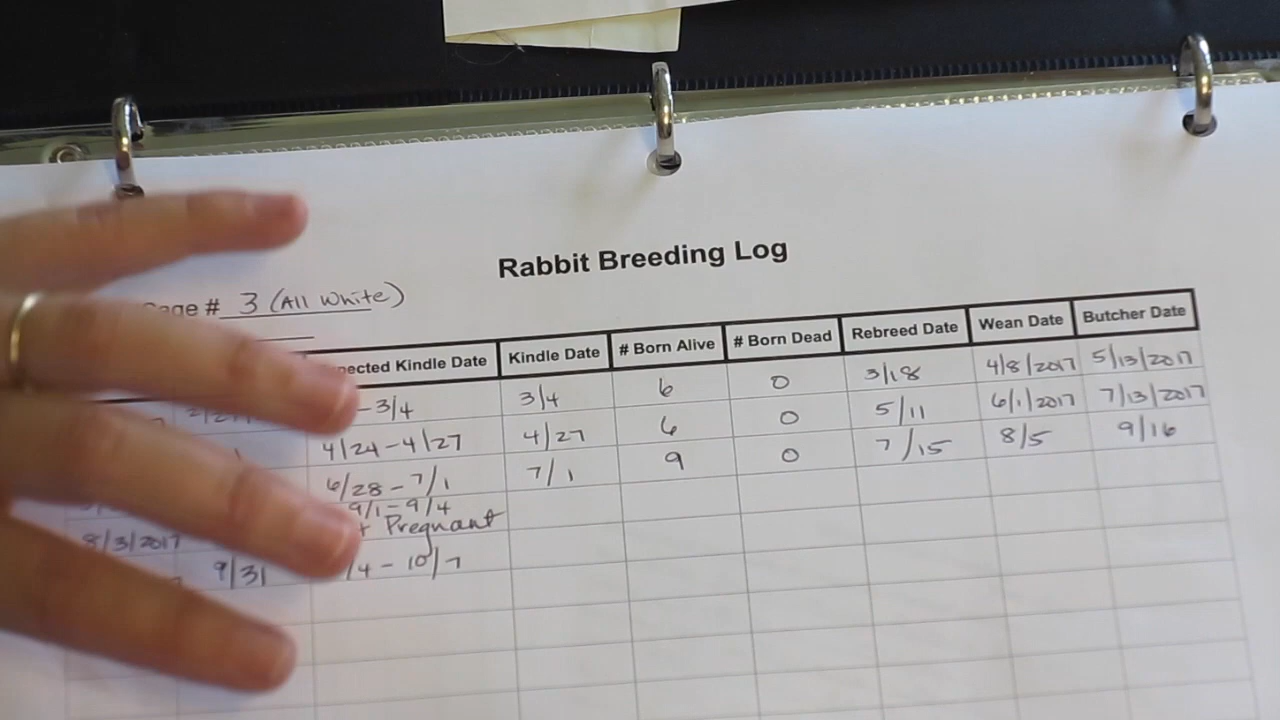 Rabbit Breeding Log
Cage # 3 (All White)
Kindle Date Kindle Date # Born Alive # Born Dead Rebreed Date Wean Date Butcher Date
- 3/4 3/4 6 0 3/18 4/8/2017 5/13/2017
4/24 - 4/27 4/27 6 0 5/11 6/1/2017 7/13/2017
6/28 - 7/1 7/1 9 0 7/15 8/5 9/16
9/1 - 9/4
8/3/2017 Pregnant
9/31 /4 - 10/7